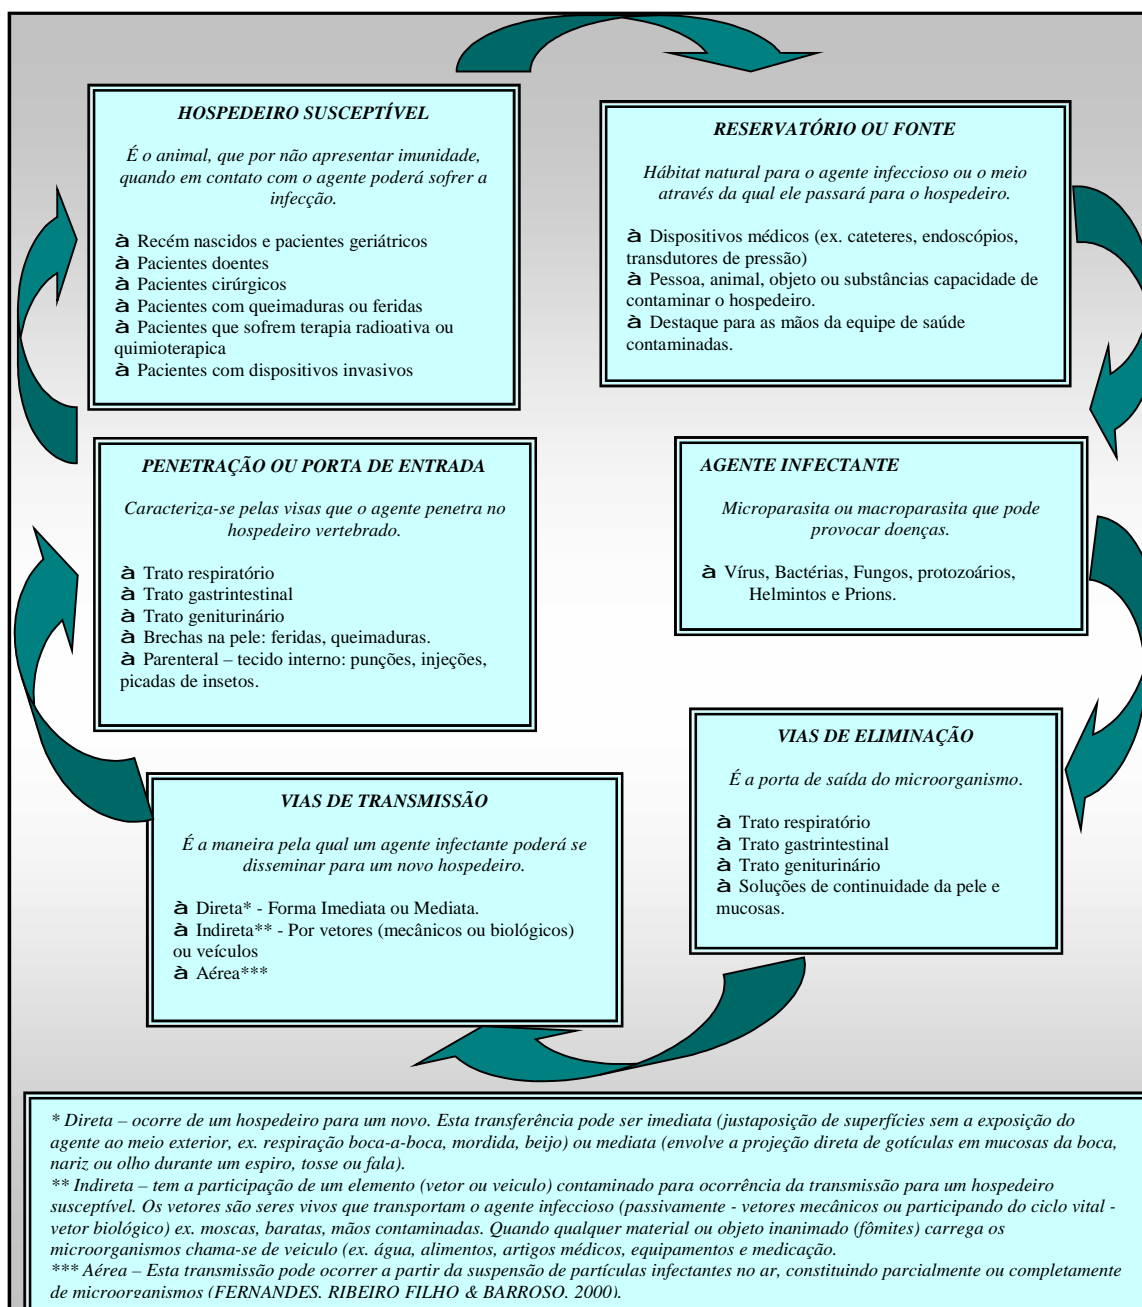 HOSPEDEIRO SUSCEPTÍVEL
É o animal, que por não apresentar imunidade,
quando em contato com o agente poderá sofrer a
infecção.
à Recém nascidos e pacientes geriátricos
à Pacientes doentes
à Pacientes cirúrgicos
à Pacientes com queimaduras ou feridas
à Pacientes que sofrem terapia radioativa ou
quimioterapica
à Pacientes com dispositivos invasivos
RESERVATÓRIO OU FONTE
Hábitat natural para o agente infeccioso ou o meio
através da qual ele passará para o hospedeiro.
à Dispositivos médicos (ex. cateteres, endoscópios,
transdutores de pressão)
à Pessoa, animal, objeto ou substâncias capacidade de
contaminar o hospedeiro.
à Destaque para as mãos da equipe de saúde
contaminadas.
PENETRAÇÃO OU PORTA DE ENTRADA
Caracteriza-se pelas visas que o agente penetra no
hospedeiro vertebrado.
à Trato respiratório
à Trato gastrintestinal
à Trato geniturinário
à Brechas na pele: feridas, queimaduras.
à Parenteral – tecido interno: punções, injeções,
picadas de insetos.
AGENTE INFECTANTE
Microparasita ou macroparasita que pode
provocar doenças.
à Vírus, Bactérias, Fungos, protozoários,
Helmintos e Prions.
VIAS DE ELIMINAÇÃO
É a porta de saída do microorganismo.
à Trato respiratório
à Trato gastrintestinal
à Trato geniturinário
à Soluções de continuidade da pele e
mucosas.
VIAS DE TRANSMISSÃO
É a maneira pela qual um agente infectante poderá se
disseminar para um novo hospedeiro.
à Direta* - Forma Imediata ou Mediata.
à Indireta** - Por vetores (mecânicos ou biológicos)
ou veículos
à Aérea***
* Direta – ocorre de um hospedeiro para um novo. Esta transferência pode ser imediata (justaposição de superfícies sem a exposição do
agente ao meio exterior, ex. respiração boca-a-boca, mordida, beijo) ou mediata (envolve a projeção direta de gotículas em mucosas da boca,
nariz ou olho durante um espiro, tosse ou fala).
** Indireta – tem a participação de um elemento (vetor ou veiculo) contaminado para ocorrência da transmissão para um hospedeiro
susceptível. Os vetores são seres vivos que transportam o agente infeccioso (passivamente - vetores mecânicos ou participando do ciclo vital -
vetor biológico) ex. moscas, baratas, mãos contaminadas. Quando qualquer material ou objeto inanimado (fômites) carrega os
microorganismos chama-se de veiculo (ex. água, alimentos, artigos médicos, equipamentos e medicação.
*** Aérea – Esta transmissão pode ocorrer a partir da suspensão de partículas infectantes no ar, constituindo parcialmente ou completamente
de microorganismos (FERNANDES, RIBEIRO FILHO & BARROSO, 2000).